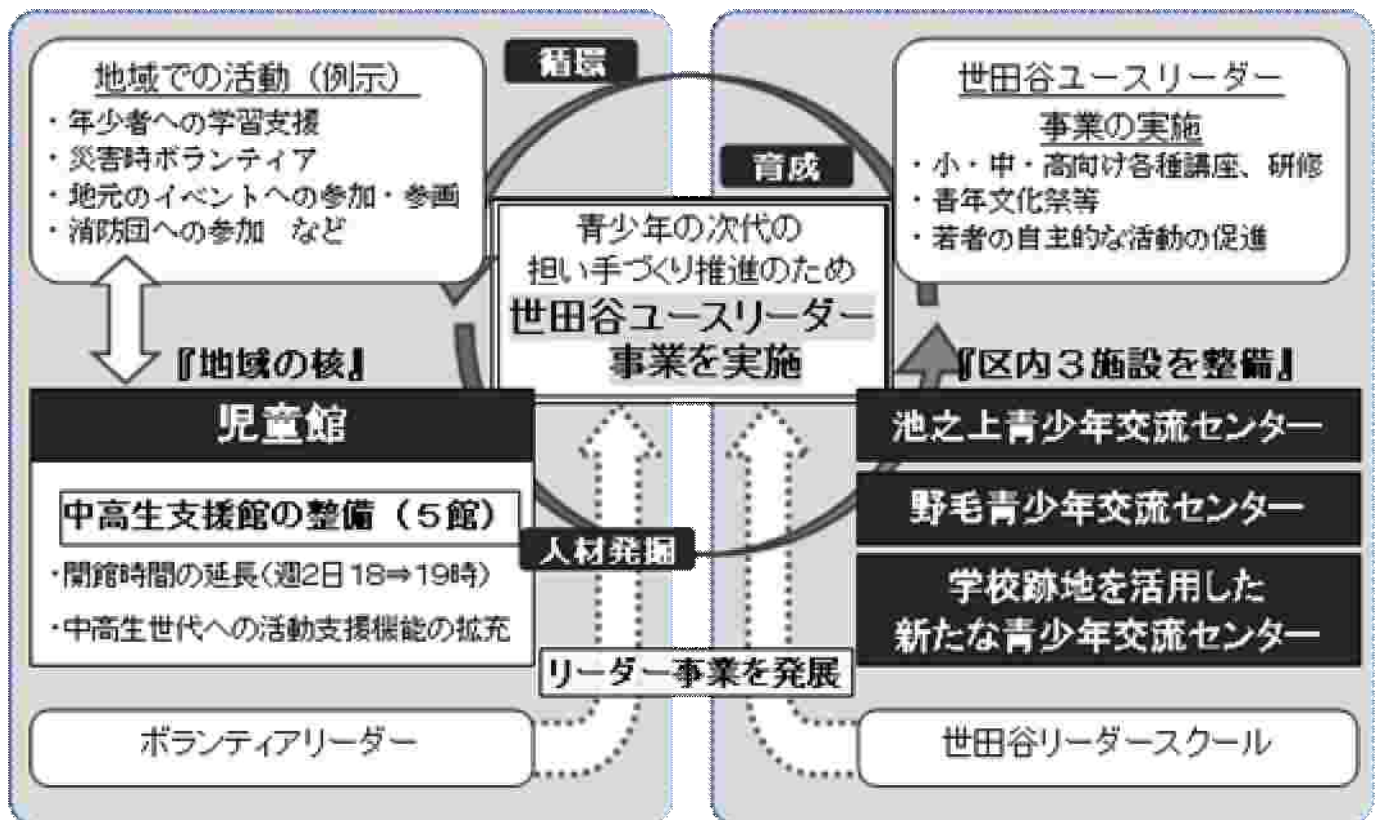 循環
地域での活動（例示）
・年少者への学習支援
・災害時ボランティア
・地元のイベントへの参加・参画
・消防団への参加　など
世田谷ユースリーダー
事業の実施
・小・中・高向け各種講座、研修
・青年文化祭等
・若者の自主的な活動の促進
育成
青少年の次代の
担い手づくり推進のため
世田谷ユースリーダー
事業を実施
『地域の核』
児童館
中高生支援館の整備（５館）
・開館時間の延長(週2日18⇒19時)
・中高生世代への活動支援機能の拡充
人材発掘
『区内３施設を整備』
池之上青少年交流センター
野毛青少年交流センター
学校跡地を活用した
新たな青少年交流センター
リーダー事業を発展
ボランティアリーダー
世田谷リーダースクール